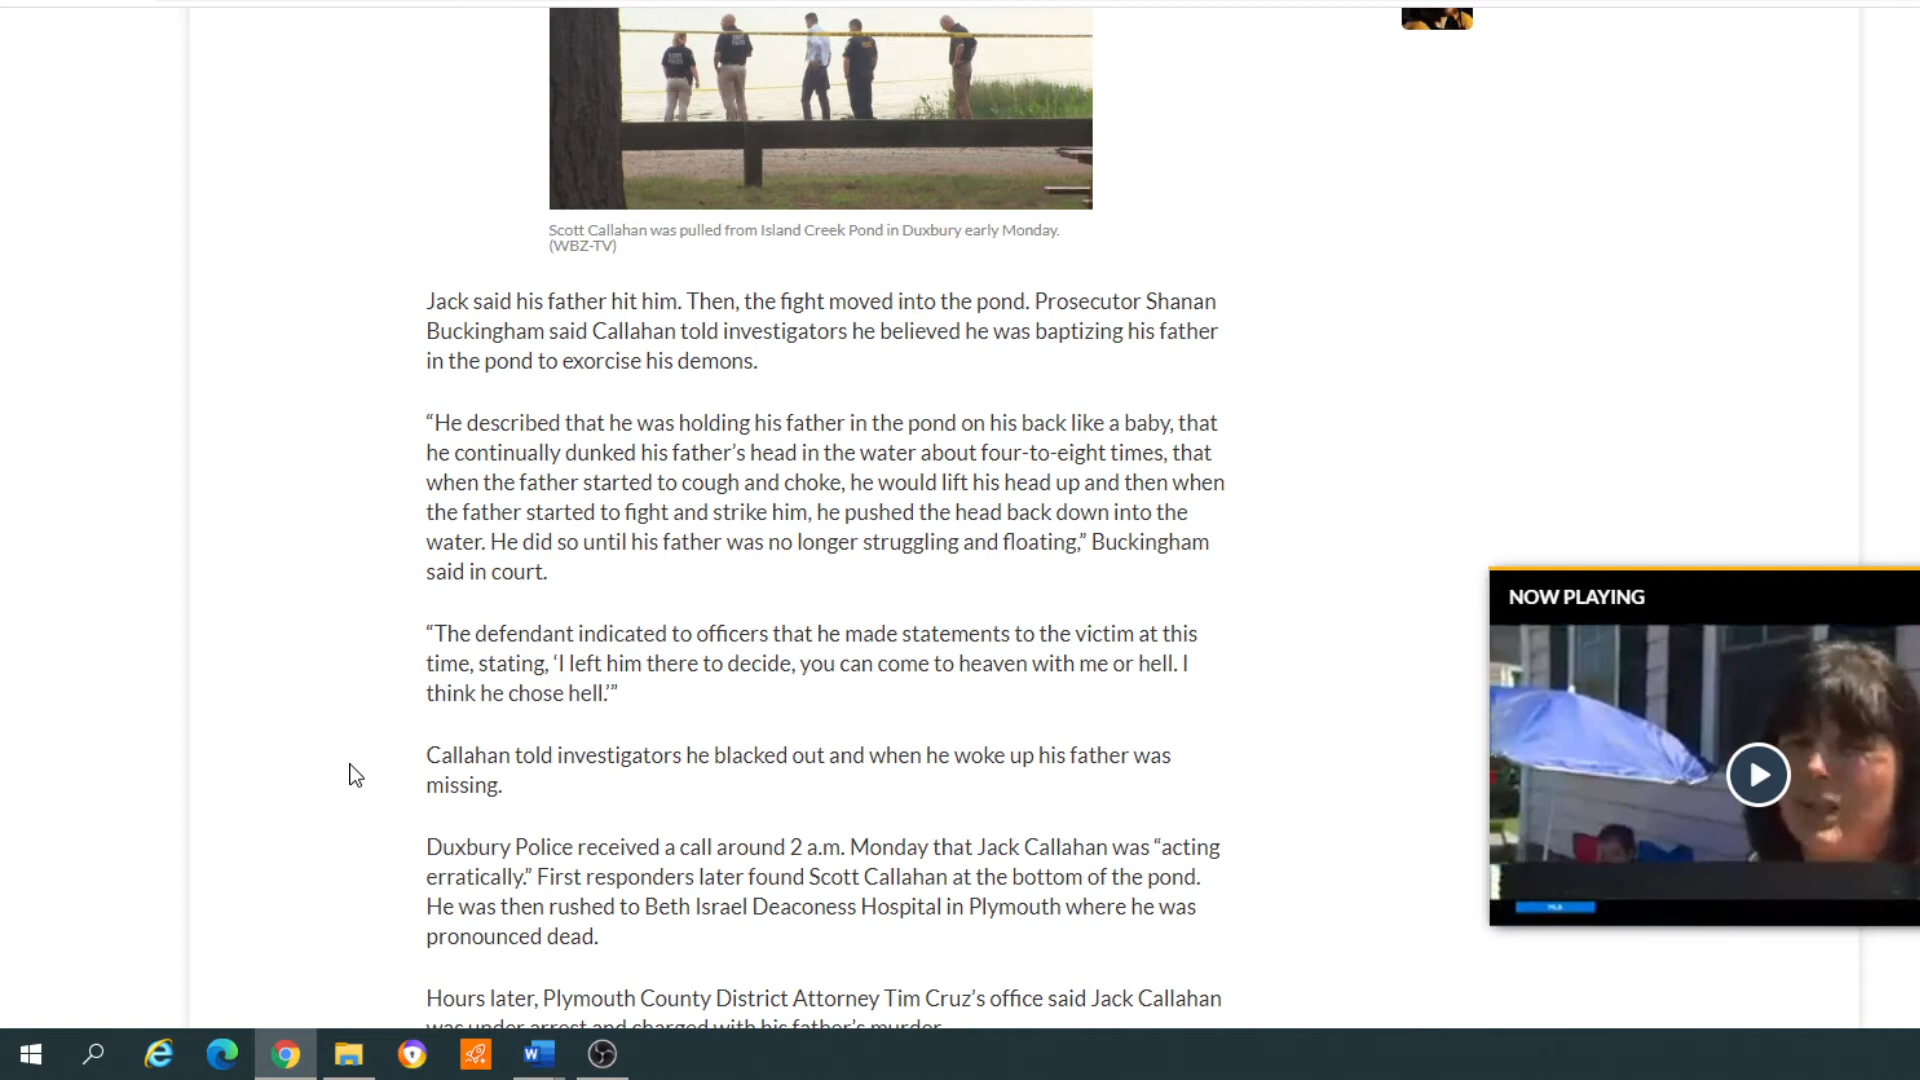 Scott Callahan was pulled from Island Creek Pond in Duxbury early Monday.
(WBZ-TV)
Jack said his father hit him. Then, the fight moved into the pond. Prosecutor Shanan
Buckingham said Callahan told investigators he believed he was baptizing his father
in the pond to exorcise his demons.
“He described that he was holding his father in the pond on his back like a baby, that
he continually dunked his father’s head in the water about four-to-eight times, that
when the father started to cough and choke, he would lift his head up and then when
the father started to fight and strike him, he pushed the head back down into the
water. He did so until his father was no longer struggling and floating,” Buckingham
said in court.
“The defendant indicated to officers that he made statements to the victim at this
time, stating, ‘I left him there to decide, you can come to heaven with me or hell. I
think he chose hell.’”
Callahan told investigators he blacked out and when he woke up his father was
missing.
Duxbury Police received a call around 2 a.m. Monday that Jack Callahan was “acting
erratically.” First responders later found Scott Callahan at the bottom of the pond.
He was then rushed to Beth Israel Deaconess Hospital in Plymouth where he was
pronounced dead.
Hours later, Plymouth County District Attorney Tim Cruz’s office said Jack Callahan
was under arrest and charged with his father’s murder.
NOW PLAYING